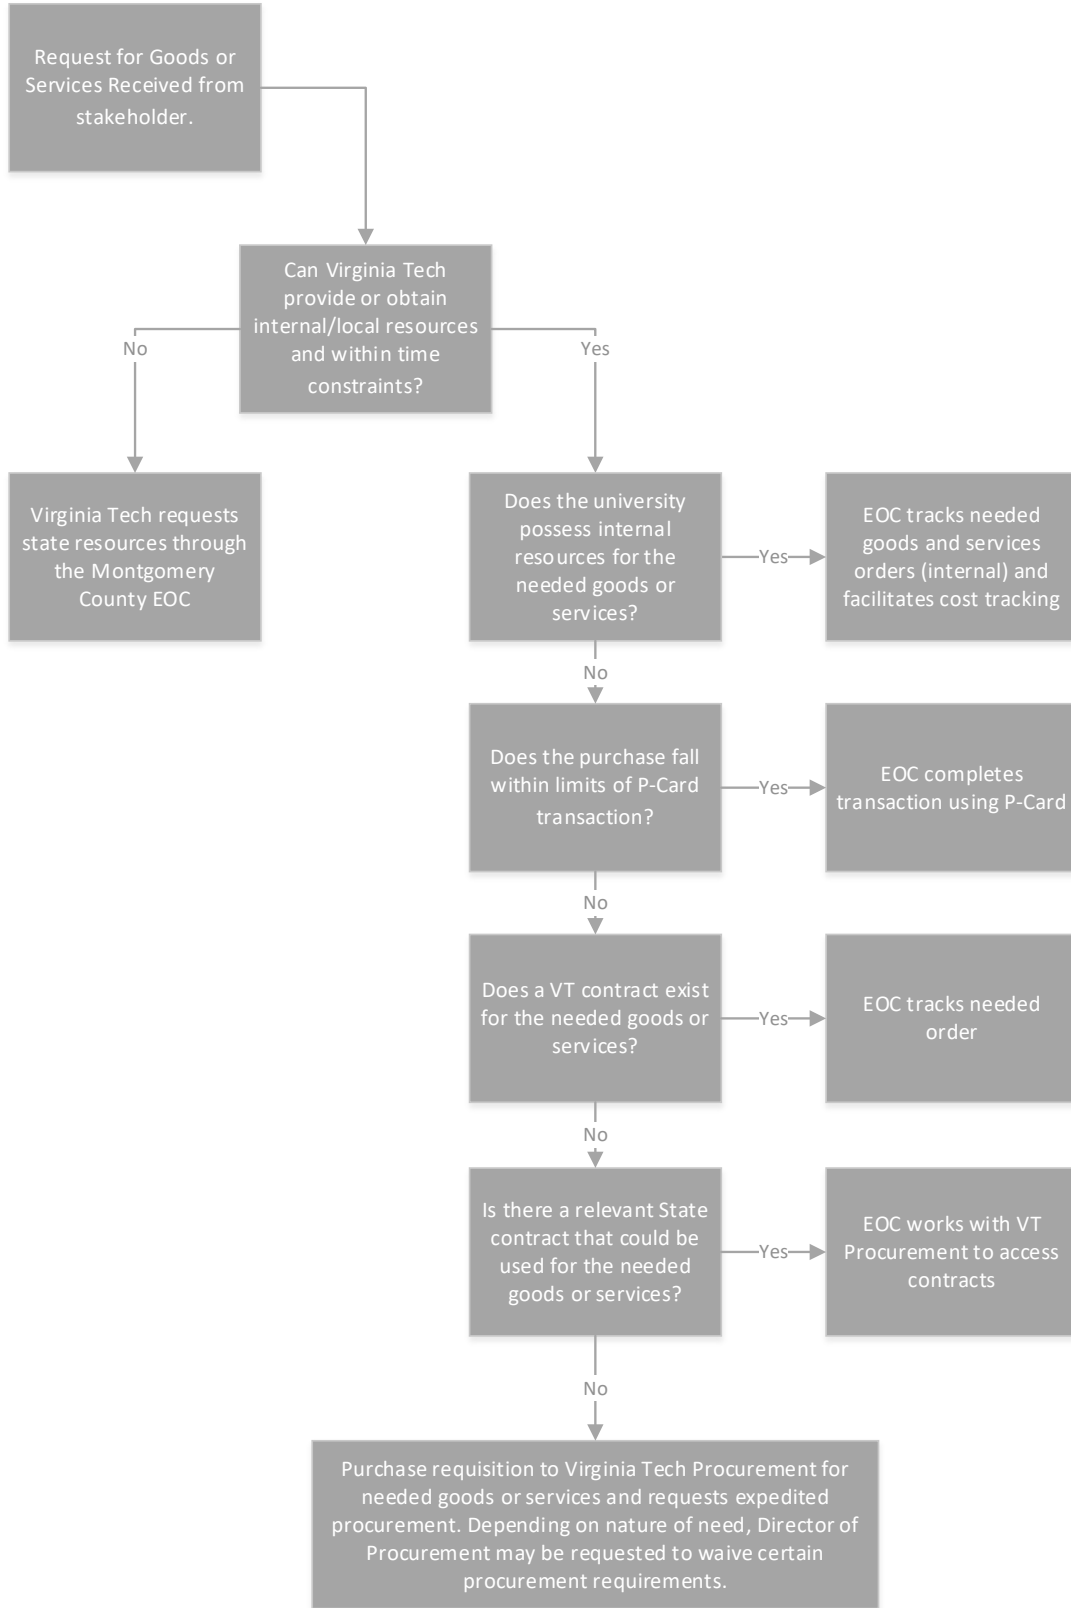 Request for Goods or
Services Received from
stakeholder.
Can Virginia Tech
provide or obtain
internal/local resources
and within time
constraints?
No
Yes
Virginia Tech requests
state resources through
the Montgomery
County EOC
Does the university
possess internal
resources for the
needed goods or
services?
Yes
EOC tracks needed
goods and services
orders (internal) and
facilitates cost tracking
No
Does the purchase fall
within limits of P-Card
transaction?
Yes
EOC completes
transaction using P-Card
No
Does a VT contract exist
for the needed goods or
services?
Yes
EOC tracks needed
order
No
Is there a relevant State
contract that could be
used for the needed
goods or services?
Yes
EOC works with VT
Procurement to access
contracts
No
Purchase requisition to Virginia Tech Procurement for
needed goods or services and requests expedited
procurement. Depending on nature of need, Director of
Procurement may be requested to waive certain
procurement requirements.